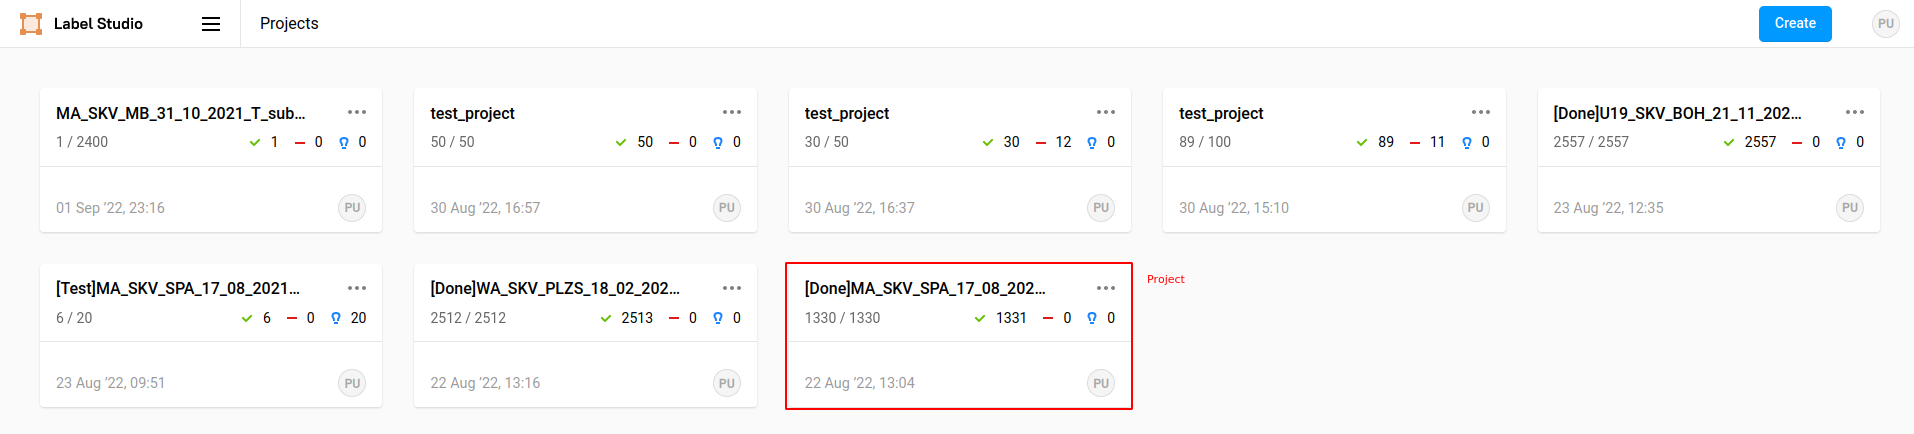 Label Studio
Projects
Create
PU
MA_SKV_MB_31_10_2021_T_sub...
1 / 2400 1 0 0
01 Sep '22, 23:16 PU
test_project
50 / 50 50 0 0
30 Aug '22, 16:57 PU
test_project
30 / 50 30 12 0
30 Aug '22, 16:37 PU
test_project
89 / 100 89 11 0
30 Aug '22, 15:10 PU
[Done]U19_SKV_BOH_21_11_202...
2557 / 2557 2557 0 0
23 Aug '22, 12:35 PU
[Test]MA_SKV_SPA_17_08_2021...
6 / 20 6 0 20
23 Aug '22, 09:51 PU
[Done]WA_SKV_PLZS_18_02_202...
2512 / 2512 2513 0 0
22 Aug '22, 13:16 PU
[Done]MA_SKV_SPA_17_08_202...
1330 / 1330 1331 0 0
22 Aug '22, 13:04 PU
Project